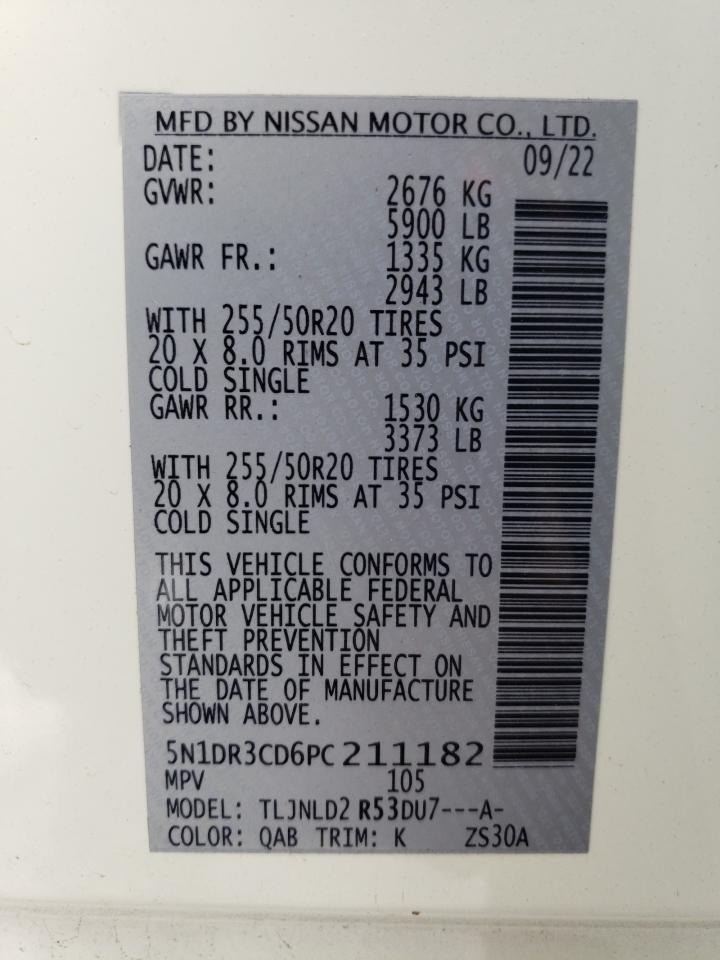 MFD BY NISSAN MOTOR CO., LTD.
DATE: 09/22
GVWR: 2676 KG
5900 LB
GAWR FR.: 1335 KG
2943 LB
WITH 255/50R20 TIRES
20 X 8.0 RIMS AT 35 PSI
COLD SINGLE
GAWR RR.: 1530 KG
3373 LB
WITH 255/50R20 TIRES
20 X 8.0 RIMS AT 35 PSI
COLD SINGLE
THIS VEHICLE CONFORMS TO
ALL APPLICABLE FEDERAL
MOTOR VEHICLE SAFETY AND
THEFT PREVENTION
STANDARDS IN EFFECT ON
THE DATE OF MANUFACTURE
SHOWN ABOVE.
5N1DR3CD6PC211182
MPV 105
MODEL: TLJNLD2 R53DU7---A-
COLOR: QAB TRIM: K ZS30A